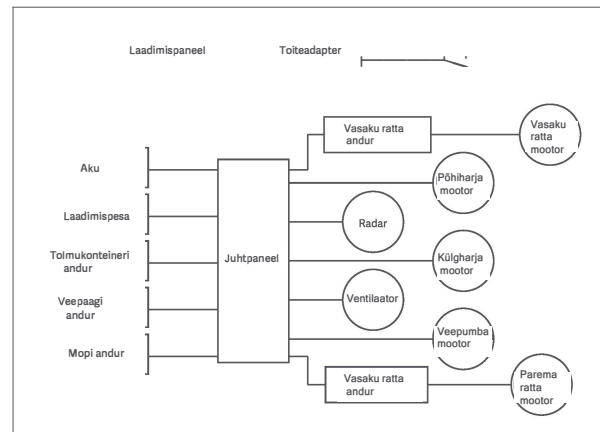 Laadimispaneel
Toiteadapter
Vasaku ratta
andur
Vasaku
ratta
mootor
Aku
Põhiharja
mootor
Laadimispesa
Radar
Tolmukonteineri
andur
Juhtpaneel
Külgharja
mootor
Veepaagi
andur
Ventilaator
Veepumba
mootor
Mopi andur
Vasaku ratta
andur
Parema
ratta
mootor